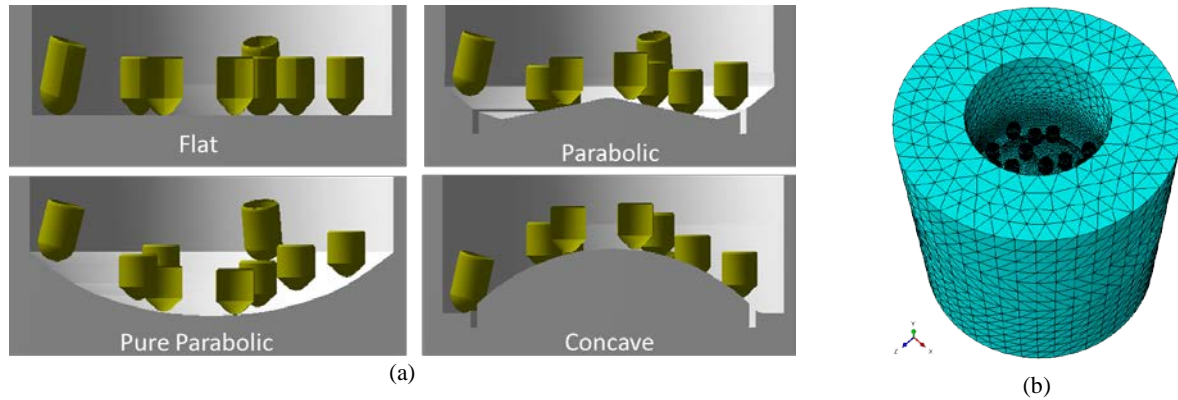 Flat
Parabolic
Pure Parabolic
Concave
(a)
Y
Z
X
(b)